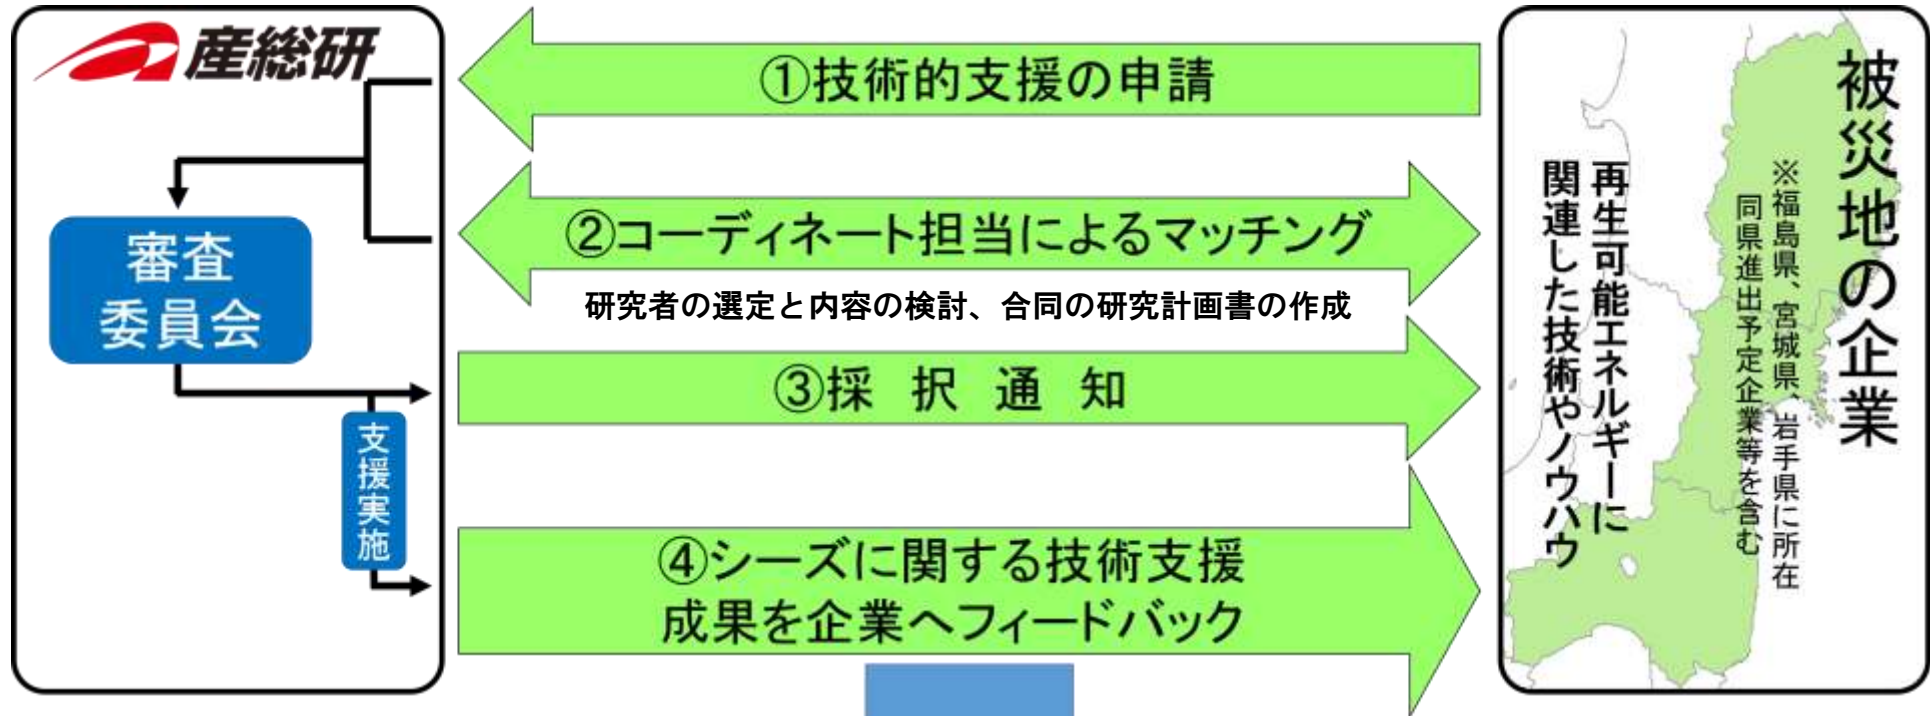 産総研
審査
委員会
支援実施
①技術的支援の申請
②コーディネート担当によるマッチング
研究者の選定と内容の検討、合同の研究計画書の作成
③採　択　通　知
④シーズに関する技術支援
成果を企業へフィードバック
被災地の企業
※福島県、宮城県、岩手県に所在
同県進出予定企業等を含む
再生可能エネルギーに
関連した技術やノウハウ